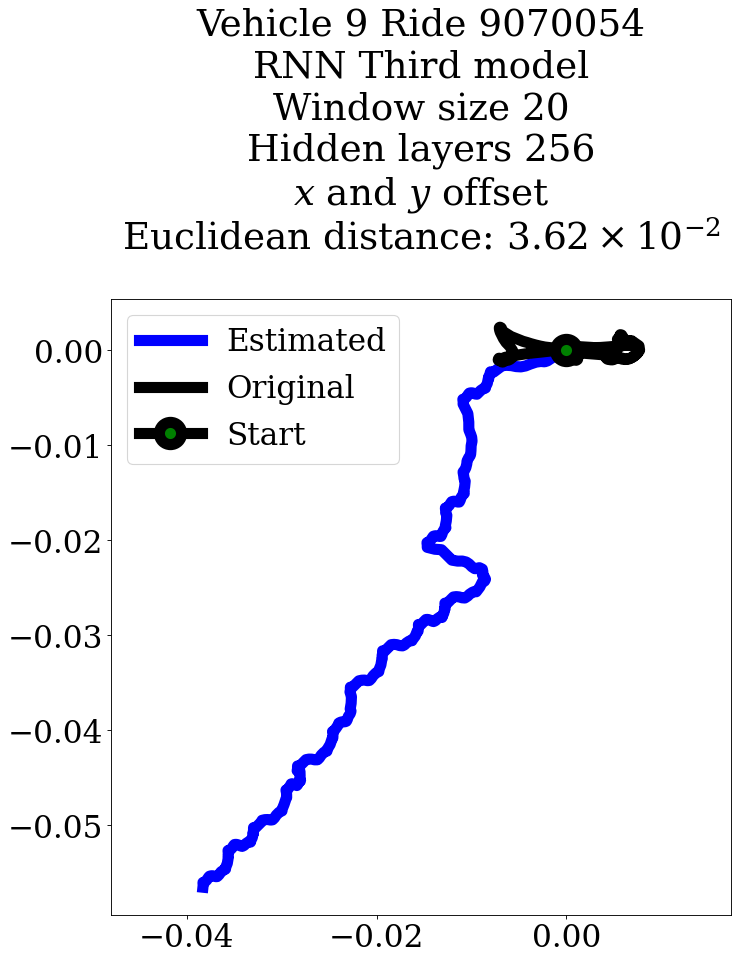 Vehicle 9 Ride 9070054
RNN Third model
Window size 20
Hidden layers 256
x and y offset
Euclidean distance: 3.62 × 10⁻²
Estimated
Original
Start
0.00
−0.01
−0.02
−0.03
−0.04
−0.05
−0.04 −0.02 0.00